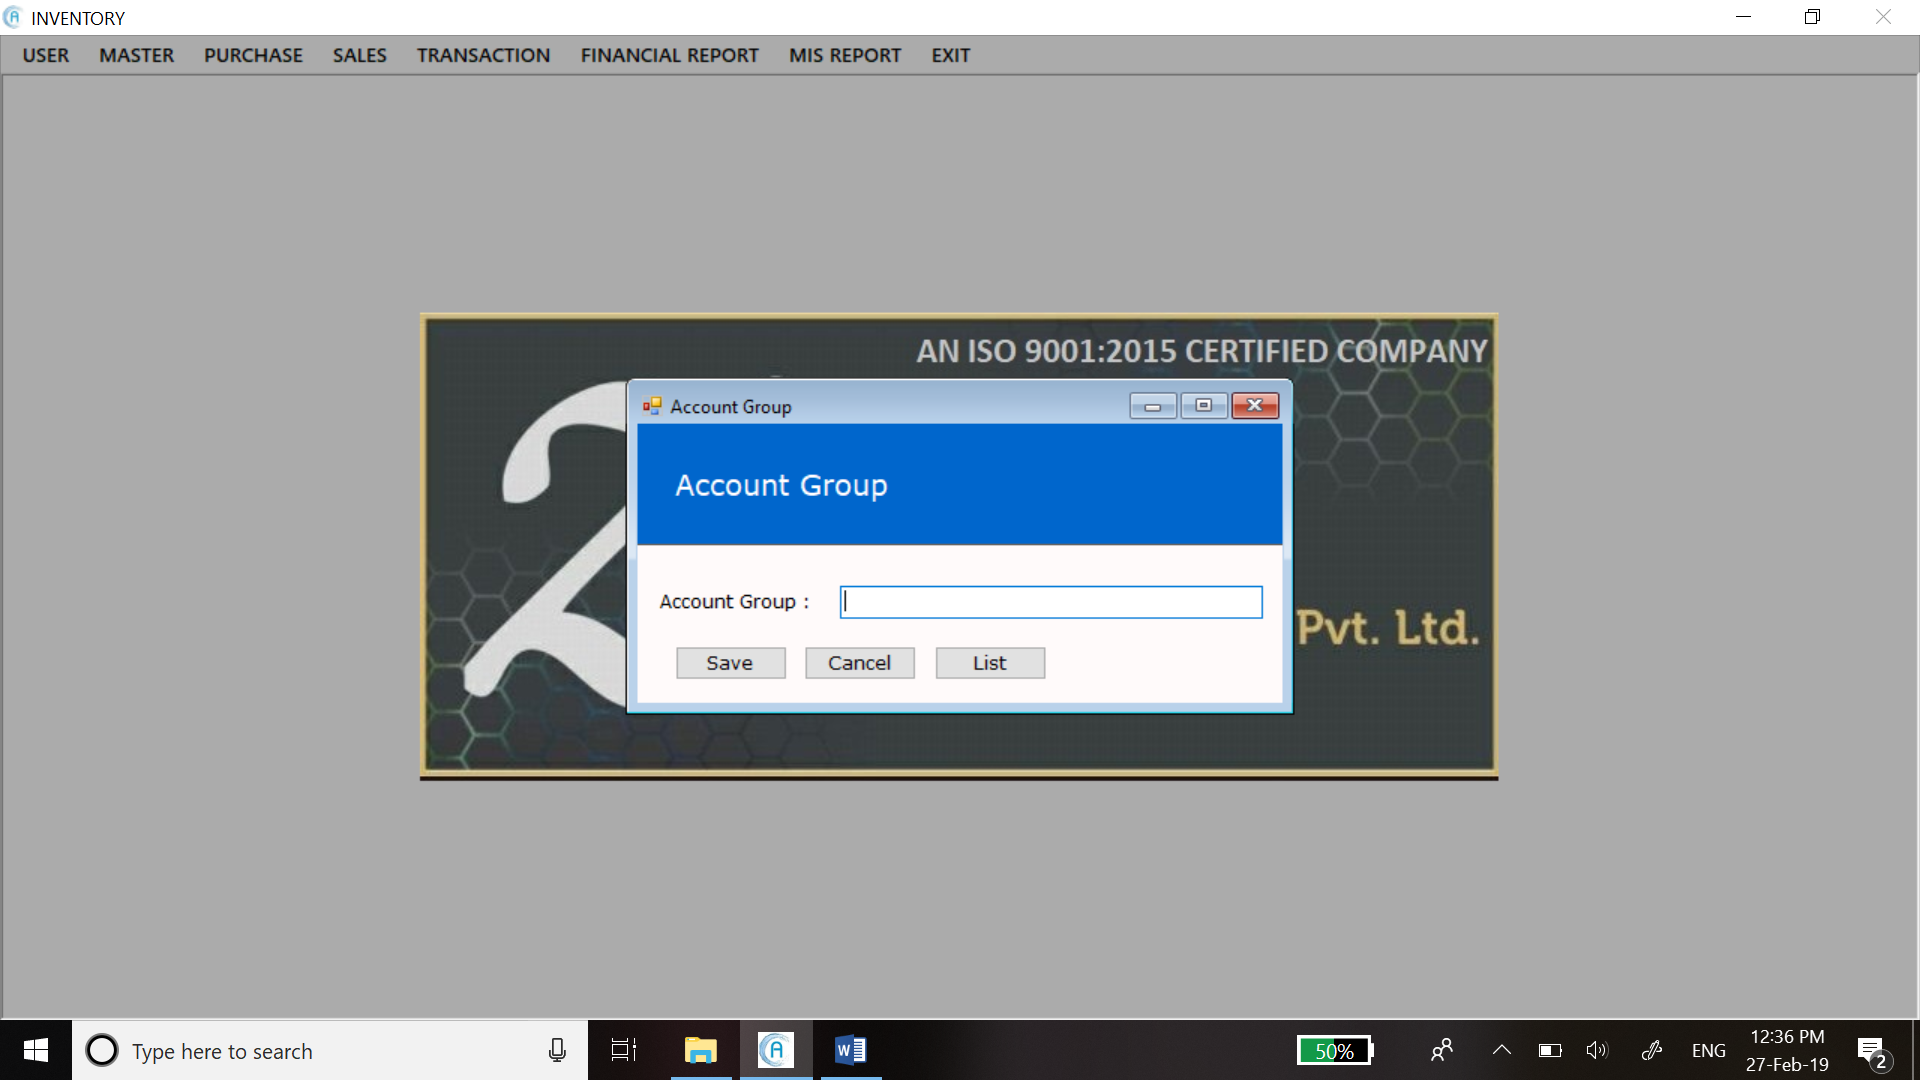 INVENTORY
USER MASTER PURCHASE SALES TRANSACTION FINANCIAL REPORT MIS REPORT EXIT
AN ISO 9001:2015 CERTIFIED COMPANY
Account Group
Account Group
Account Group :
Pvt. Ltd.
Save Cancel List
Type here to search
50%
ENG
12:36 PM
27-Feb-19
2